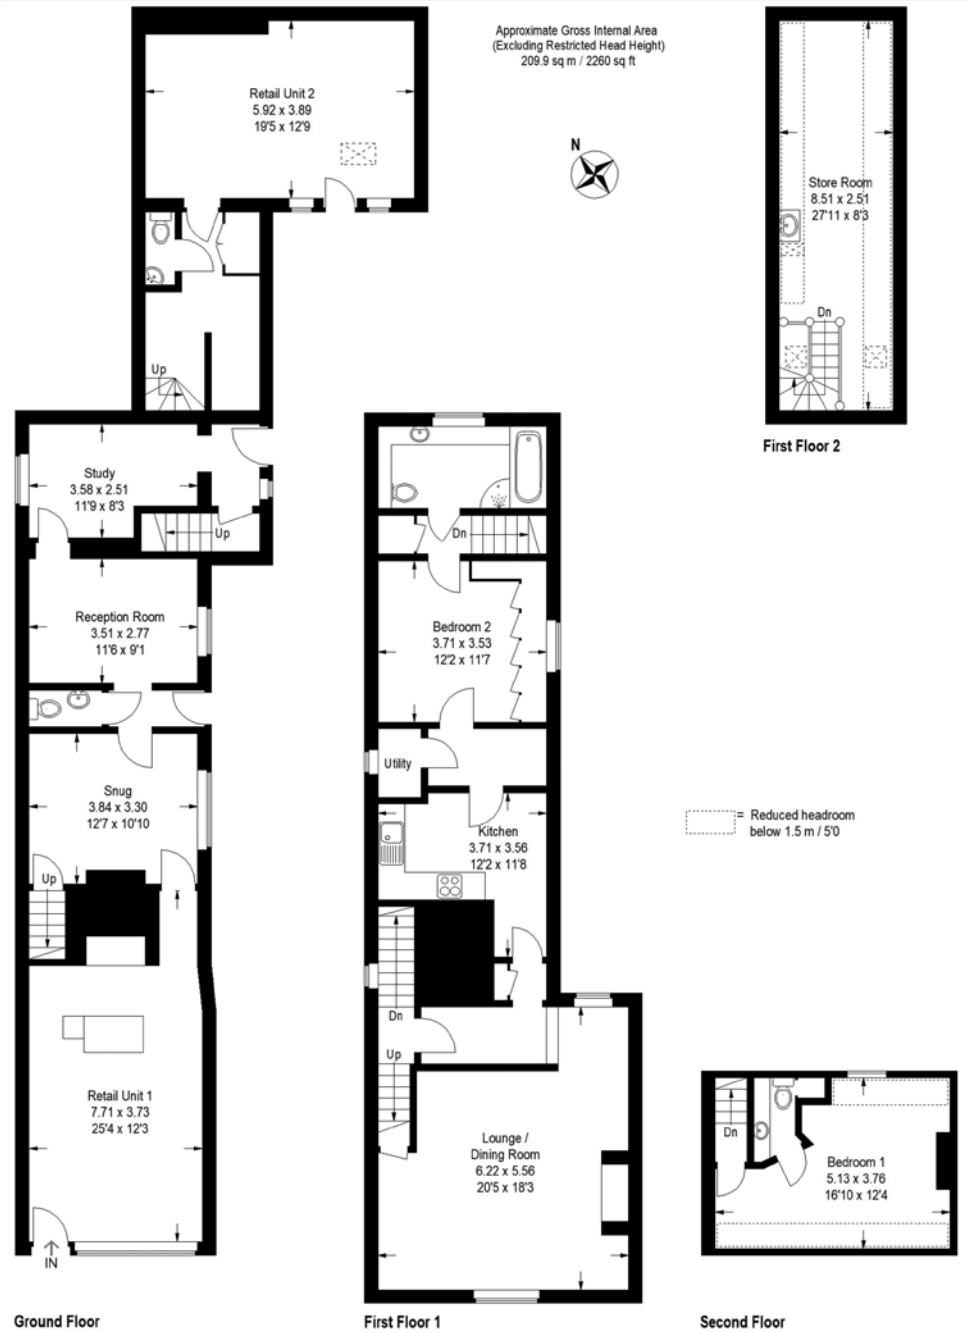 Approximate Gross Internal Area
(Excluding Restricted Head Height)
209.9 sq m / 2260 sq ft
N
Retail Unit 2
5.92 x 3.89
19'5 x 12'9
Up
Study
3.58 x 2.51
11'9 x 8'3
Up
Reception Room
3.51 x 2.77
11'6 x 9'1
Snug
3.84 x 3.30
12'7 x 10'10
Up
Retail Unit 1
7.71 x 3.73
25'4 x 12'3
IN
Ground Floor
Dn
Bedroom 2
3.71 x 3.53
12'2 x 11'7
Utility
Kitchen
3.71 x 3.56
12'2 x 11'8
Dn
Up
Lounge /
Dining Room
6.22 x 5.56
20'5 x 18'3
First Floor 1
Store Room
8.51 x 2.51
27'11 x 8'3
Dn
First Floor 2
= Reduced headroom
below 1.5 m / 5'0
Dn
Bedroom 1
5.13 x 3.76
16'10 x 12'4
Second Floor